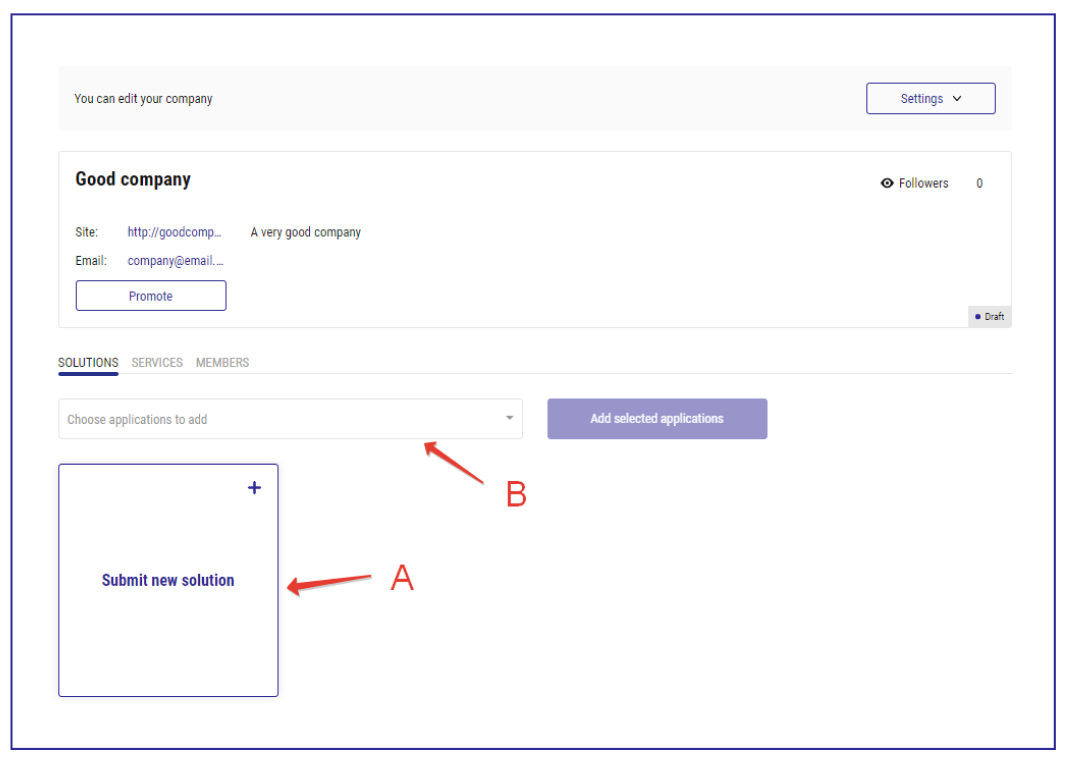 You can edit your company
Settings
Good company
Followers 0
Site: http://goodcomp... A very good company
Email: company@email....
Promote
Draft
SOLUTIONS SERVICES MEMBERS
Choose applications to add
Add selected applications
B
Submit new solution
A